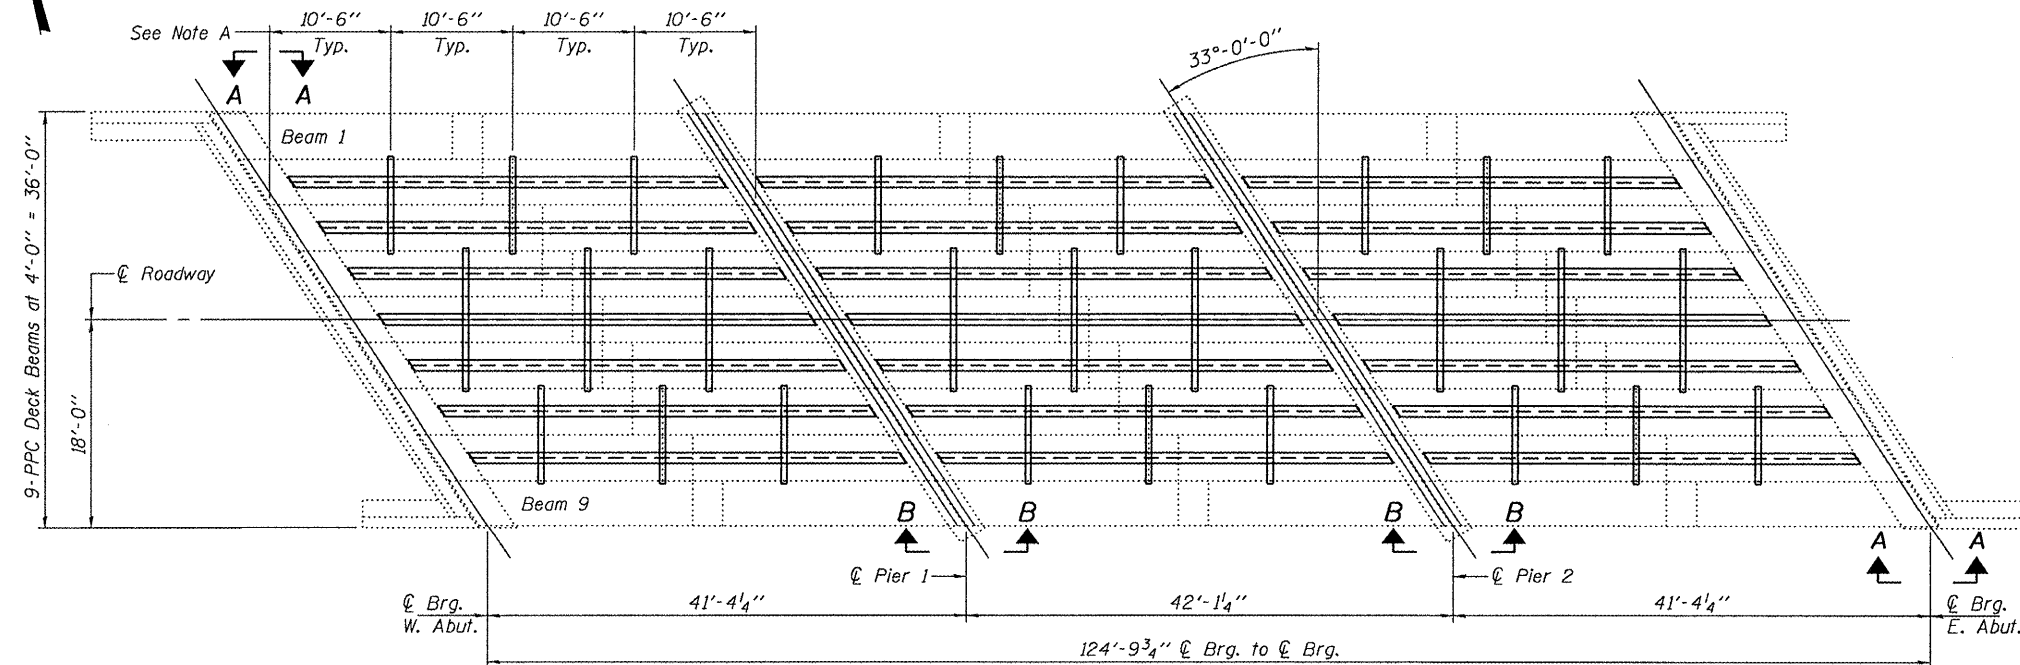 10'-6" 10'-6" 10'-6" 10'-6"
See Note A
Typ. Typ. Typ. Typ.
33°-0'-0"
A A
Beam 1
9-PPC Deck Beams at 4'-0" = 36'-0"
℄ Roadway
18'-0"
Beam 9
B B B B
A A
℄ Pier 1
℄ Pier 2
℄ Brg.
W. Abut.
41'-4¼" 42'-1¼" 41'-4¼"
℄ Brg.
E. Abut.
124'-9¾" ℄ Brg. to ℄ Brg.